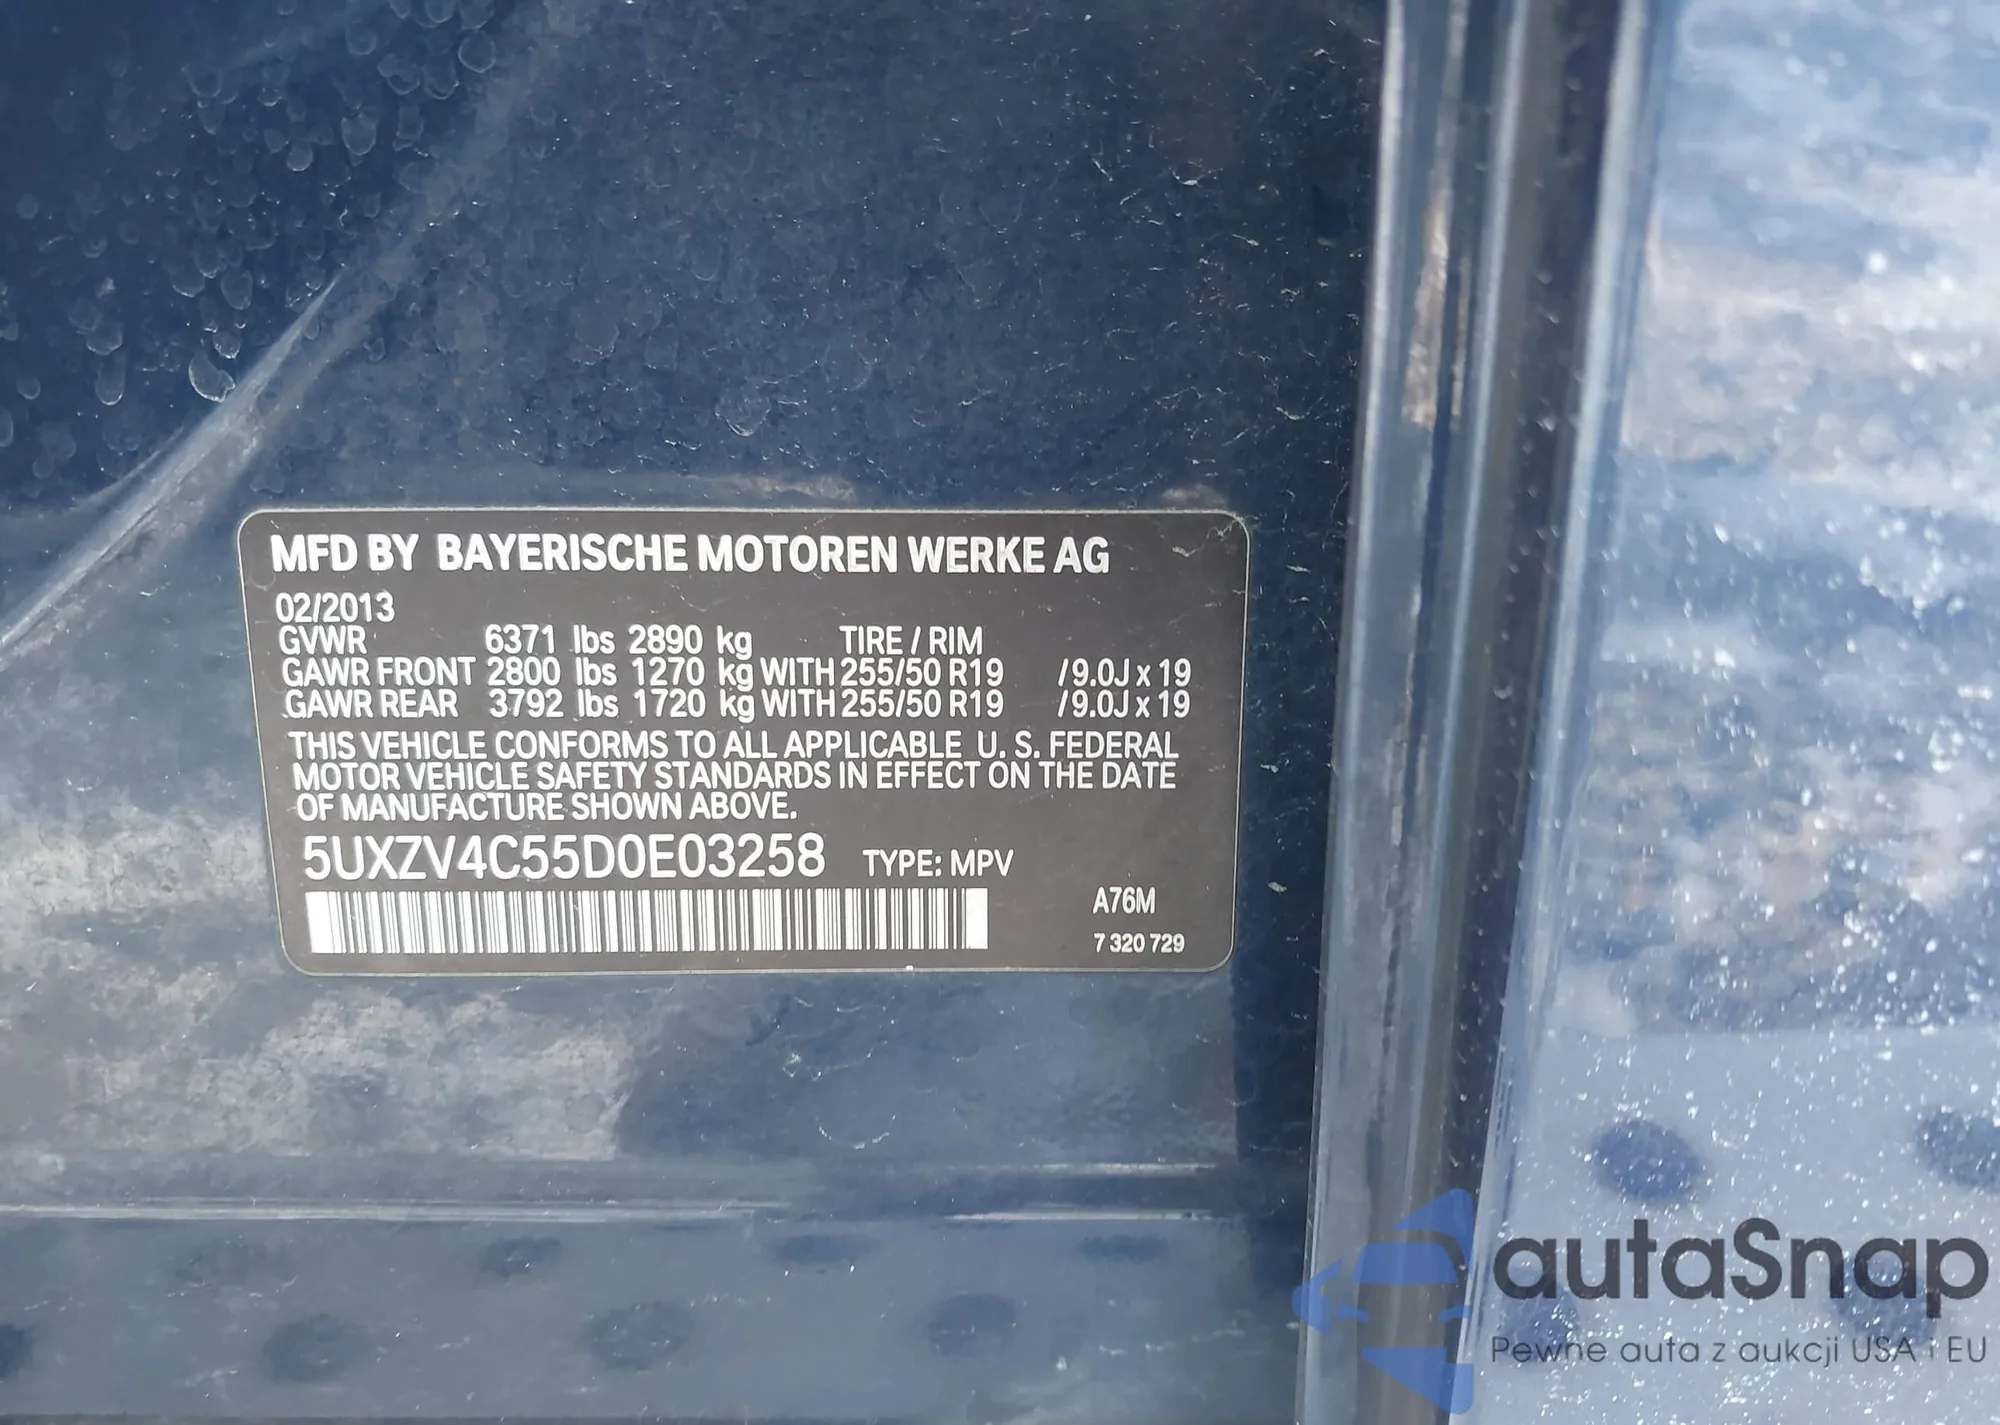 MFD BY BAYERISCHE MOTOREN WERKE AG
02/2013
GVWR 6371 lbs 2890 kg TIRE / RIM
GAWR FRONT 2800 lbs 1270 kg WITH 255/50 R19 /9.0J x 19
GAWR REAR 3792 lbs 1720 kg WITH 255/50 R19 /9.0J x 19
THIS VEHICLE CONFORMS TO ALL APPLICABLE U. S. FEDERAL
MOTOR VEHICLE SAFETY STANDARDS IN EFFECT ON THE DATE
OF MANUFACTURE SHOWN ABOVE.
5UXZV4C55D0E03258 TYPE: MPV
A76M
7 320 729
autaSnap
Pewne auta z aukcji USA i EU